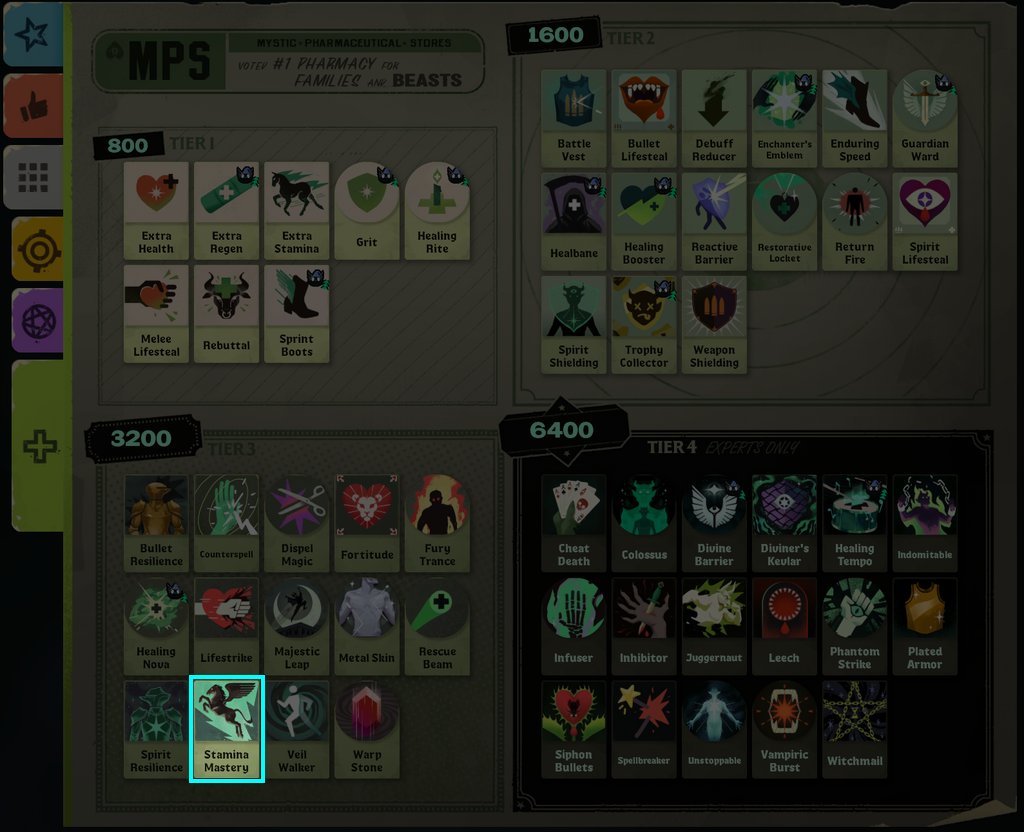 MPS
MYSTIC • PHARMACEUTICAL • STORES
VOTED #1 PHARMACY FOR
FAMILIES AND BEASTS
800
TIER 1
Extra
Health
Extra
Regen
Extra
Stamina
Grit
Healing
Rite
Melee
Lifesteal
Rebuttal
Sprint
Boots
1600
TIER 2
Battle
Vest
Bullet
Lifesteal
Debuff
Reducer
Enchanter's
Emblem
Enduring
Speed
Guardian
Ward
Healbane
Healing
Booster
Reactive
Barrier
Restorative
Locket
Return
Fire
Spirit
Lifesteal
Spirit
Shielding
Trophy
Collector
Weapon
Shielding
3200
TIER 3
Bullet
Resilience
Counterspell
Dispel
Magic
Fortitude
Fury
Trance
Healing
Nova
Lifestrike
Majestic
Leap
Metal Skin
Rescue
Beam
Spirit
Resilience
Stamina
Mastery
Veil
Walker
Warp
Stone
6400
TIER 4 EXPERTS ONLY
Cheat
Death
Colossus
Divine
Barrier
Diviner's
Kevlar
Healing
Tempo
Indomitable
Infuser
Inhibitor
Juggernaut
Leech
Phantom
Strike
Plated
Armor
Siphon
Bullets
Spellbreaker
Unstoppable
Vampiric
Burst
Witchmail